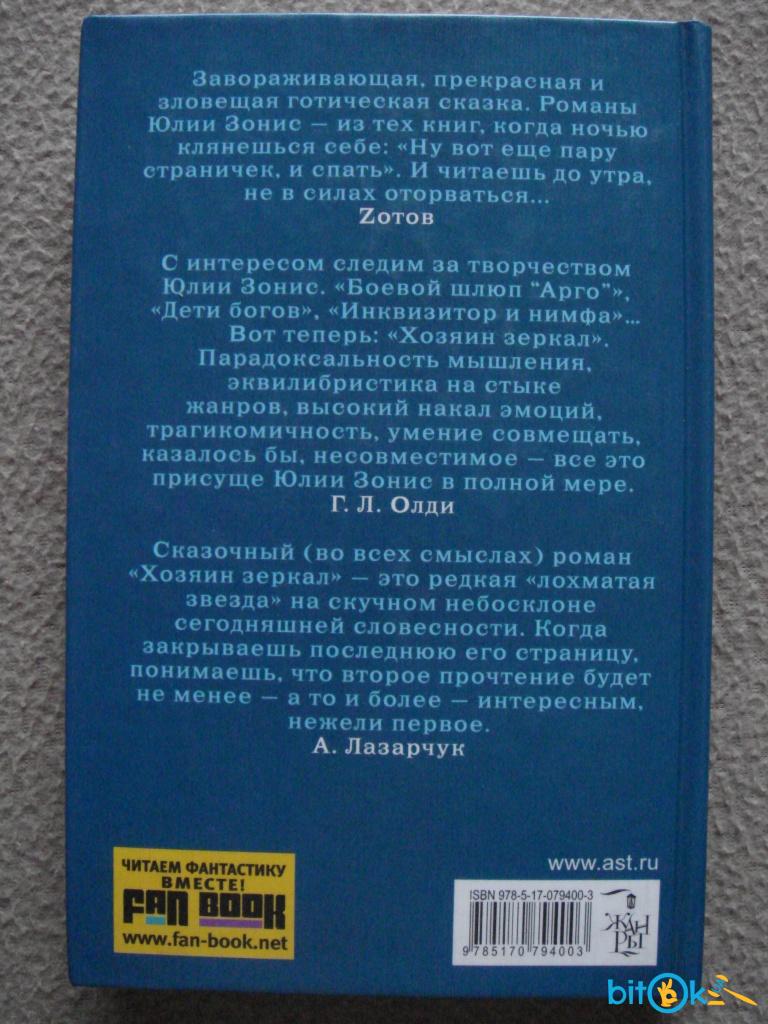 Завораживающая, прекрасная и
зловещая готическая сказка. Романы
Юлии Зонис — из тех книг, когда ночью
клянешься себе: «Ну вот еще пару
страничек, и спать». И читаешь до утра,
не в силах оторваться...
Zотов
С интересом следим за творчеством
Юлии Зонис. «Боевой шлюп "Арго"»,
«Дети богов», «Инквизитор и нимфа»...
Вот теперь: «Хозяин зеркал».
Парадоксальность мышления,
эквилибристика на стыке
жанров, высокий накал эмоций,
трагикомичность, умение совмещать,
казалось бы, несовместимое — все это
присуще Юлии Зонис в полной мере.
Г. Л. Олди
Сказочный (во всех смыслах) роман
«Хозяин зеркал» — это редкая «лохматая
звезда» на скучном небосклоне
сегодняшней словесности. Когда
закрываешь последнюю его страницу,
понимаешь, что второе прочтение будет
не менее — а то и более — интересным,
нежели первое.
А. Лазарчук
ЧИТАЕМ ФАНТАСТИКУ
ВМЕСТЕ!
FAN BOOK
www.fan-book.net
www.ast.ru
ISBN 978-5-17-079400-3
9 785170 794003
ЖАН
РЫ
bitok